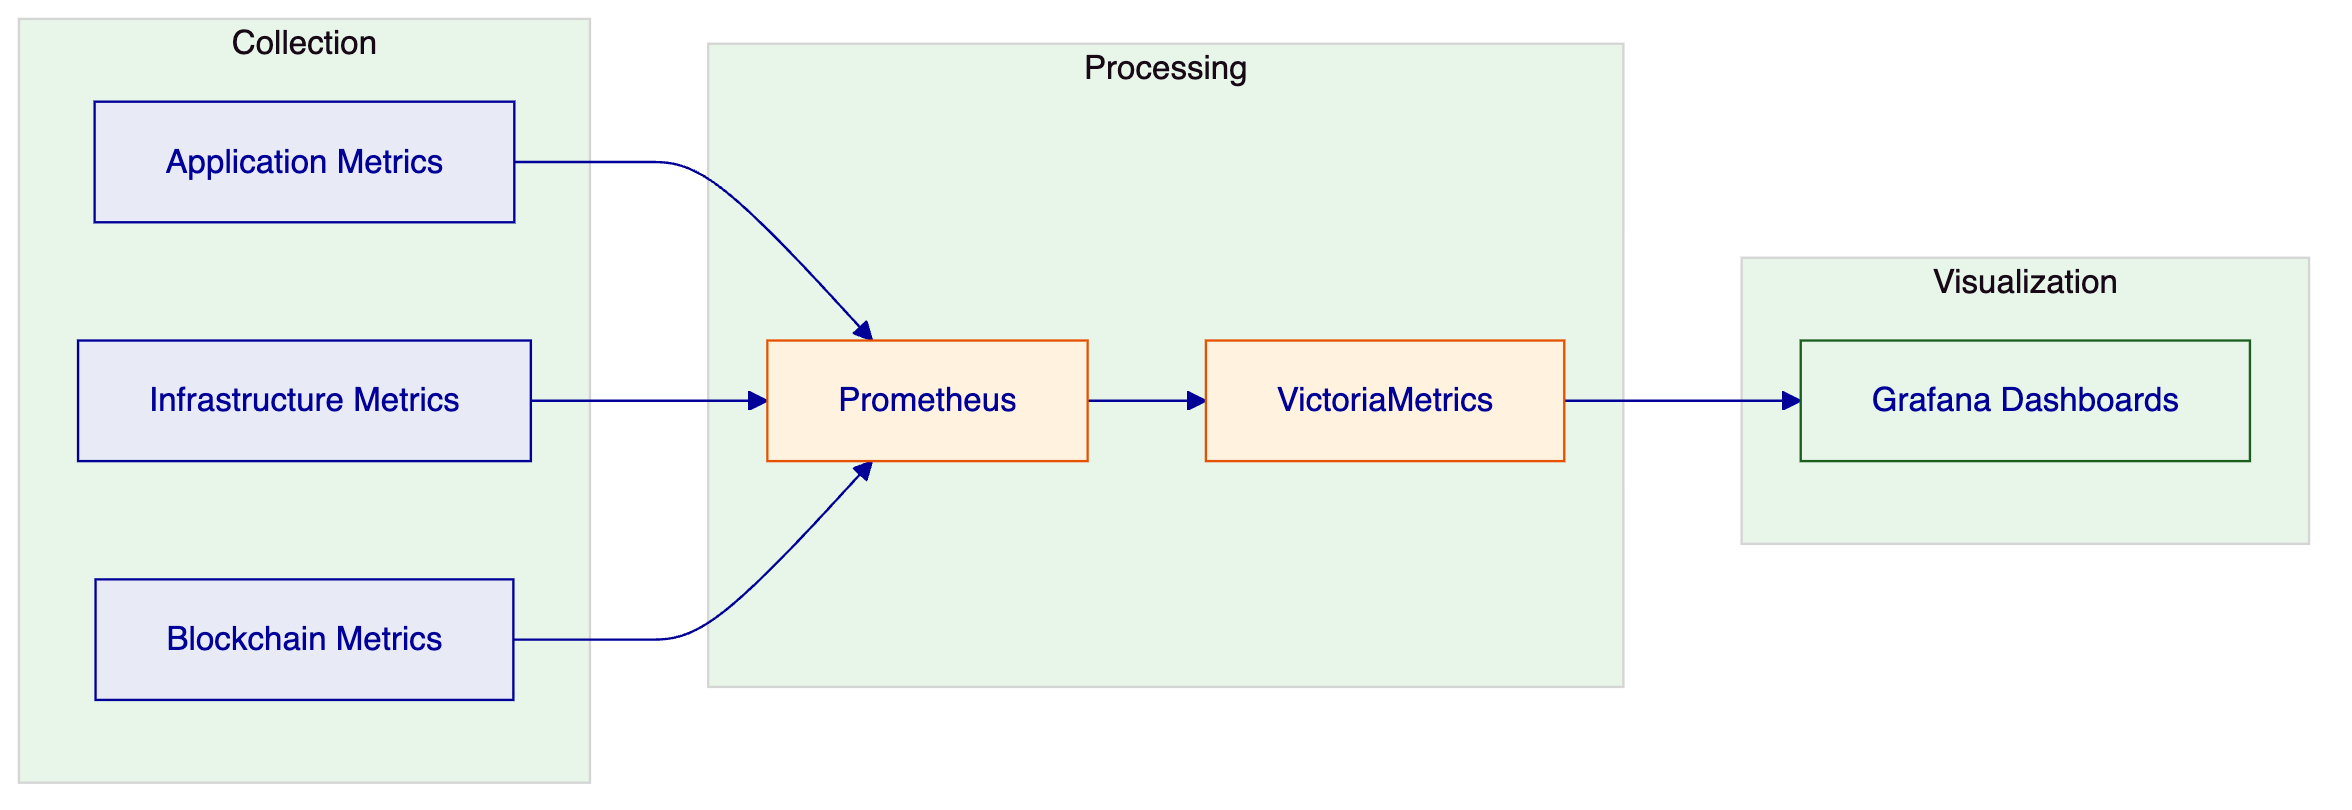 Collection
Application Metrics
Infrastructure Metrics
Blockchain Metrics
Processing
Prometheus
VictoriaMetrics
Visualization
Grafana Dashboards